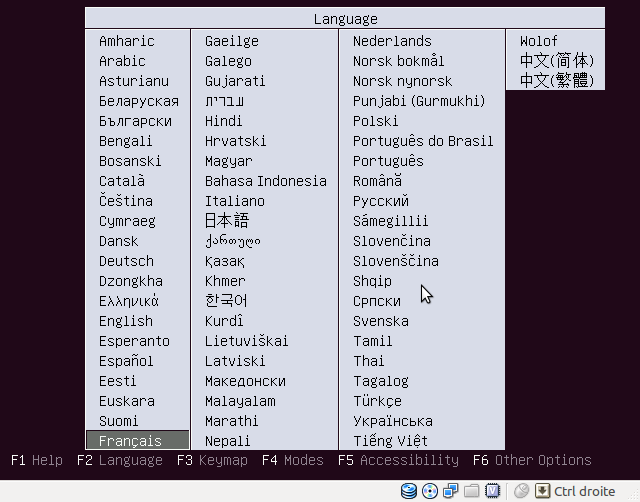 Language
Amharic
Arabic
Asturianu
Беларуская
Български
Bengali
Bosanski
Català
Čeština
Cymraeg
Dansk
Deutsch
Dzongkha
Ελληνικά
English
Esperanto
Español
Eesti
Euskara
Suomi
Français
Gaeilge
Galego
Gujarati
עברית
Hindi
Hrvatski
Magyar
Bahasa Indonesia
Italiano
日本語
ქართული
Қазақ
Khmer
한국어
Kurdî
Lietuviškai
Latviski
Македонски
Malayalam
Marathi
Nepali
Nederlands
Norsk bokmål
Norsk nynorsk
Punjabi (Gurmukhi)
Polski
Português do Brasil
Português
Română
Русский
Sámegillii
Slovenčina
Slovenščina
Shqip
Српски
Svenska
Tamil
Thai
Tagalog
Türkçe
Українська
Tiếng Việt
Wolof
中文(简体)
中文(繁體)
F1 Help F2 Language F3 Keymap F4 Modes F5 Accessibility F6 Other Options
Ctrl droite